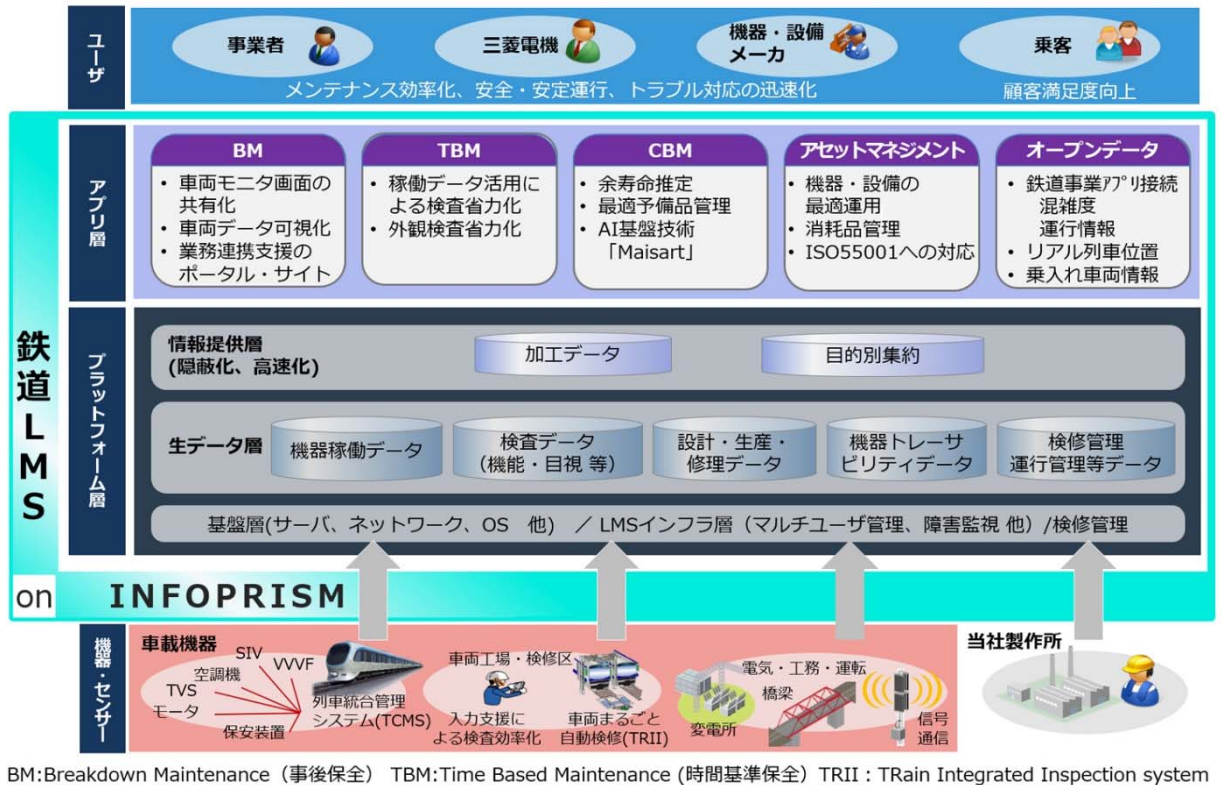 ユーザ
事業者
三菱電機
機器・設備
メーカ
乗客
メンテナンス効率化、安全・安定運行、トラブル対応の迅速化
顧客満足度向上
鉄道LMS
on INFOPRISM
アプリ層
BM
・ 車両モニタ画面の
共有化
・ 車両データ可視化
・ 業務連携支援の
ポータル・サイト
TBM
・ 稼働データ活用に
よる検査省力化
・ 外観検査省力化
CBM
・ 余寿命推定
・ 最適予備品管理
・ AI基盤技術
「Maisart」
アセットマネジメント
・ 機器・設備の
最適運用
・ 消耗品管理
・ ISO55001への対応
オープンデータ
・ 鉄道事業ｱﾌﾟﾘ接続
混雑度
運行情報
・ リアル列車位置
・ 乗入れ車両情報
プラットフォーム層
情報提供層
(隠蔽化、高速化)
加工データ
目的別集約
生データ層
機器稼働データ
検査データ
（機能・目視 等）
設計・生産・
修理データ
機器トレーサ
ビリティデータ
検修管理
運行管理等データ
基盤層(サーバ、ネットワーク、OS 他) ／LMSインフラ層（マルチユーザ管理、障害監視 他）/検修管理
機器・センサー
車載機器
SIV
VVVF
空調機
TVS
モータ
保安装置
列車統合管理
システム(TCMS)
車両工場・検修区
入力支援に
よる検査効率化
車両まるごと
自動検修(TRII)
電気・工務・運転
橋梁
変電所
信号
通信
当社製作所
BM:Breakdown Maintenance（事後保全） TBM:Time Based Maintenance (時間基準保全）TRII：TRain Integrated Inspection system